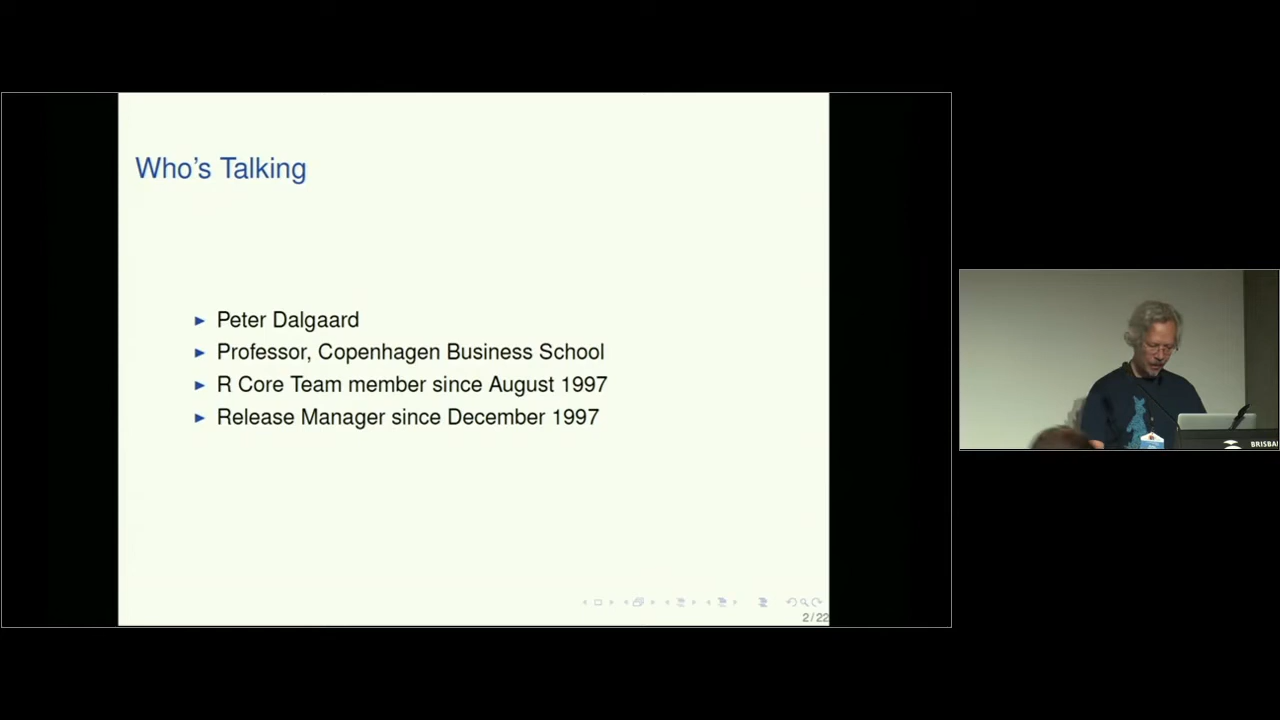 Who's Talking
Peter Dalgaard
Professor, Copenhagen Business School
R Core Team member since August 1997
Release Manager since December 1997
2/22
BRISBA